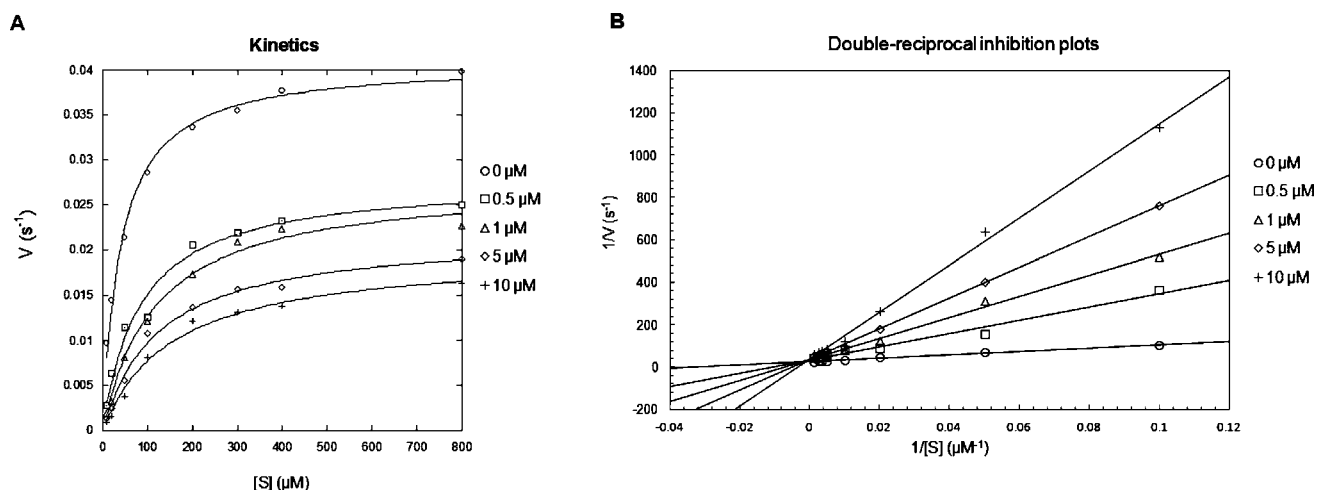 A
Kinetics
0.04
0.035
0.03
0.025
0.02
0.015
0.01
0.005
0
V (s⁻¹)
0 100 200 300 400 500 600 700 800
[S] (µM)
0 µM
0.5 µM
1 µM
5 µM
10 µM
B
Double-reciprocal inhibition plots
1400
1200
1000
800
600
400
200
0
-200
1/V (s⁻¹)
-0.04 -0.02 0 0.02 0.04 0.06 0.08 0.1 0.12
1/[S] (µM⁻¹)
0 µM
0.5 µM
1 µM
5 µM
10 µM